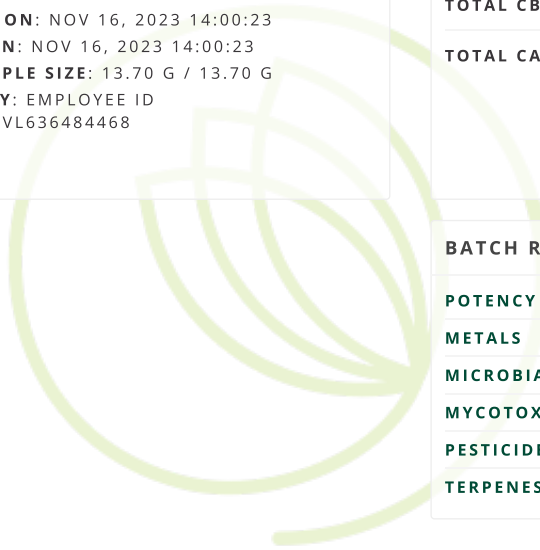 ON: NOV 16, 2023 14:00:23
N: NOV 16, 2023 14:00:23
PLE SIZE: 13.70 G / 13.70 G
Y: EMPLOYEE ID
VL636484468
TOTAL CB
TOTAL CA
BATCH R
POTENCY
METALS
MICROBIA
MYCOTOX
PESTICIDE
TERPENES